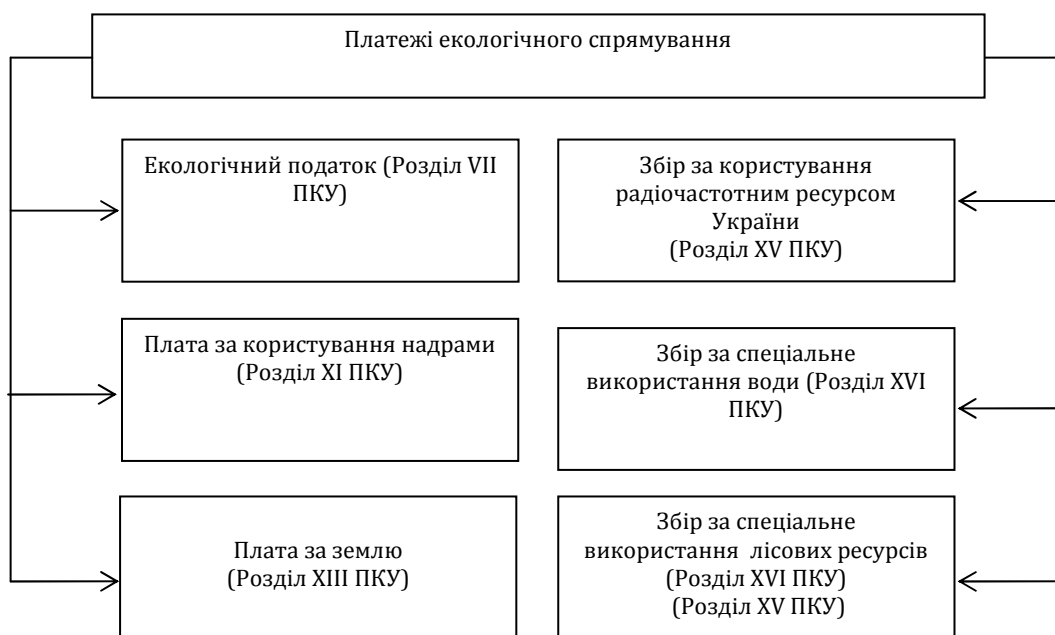 Платежі екологічного спрямування
Екологічний податок (Розділ VII
ПКУ)
Збір за користування
радіочастотним ресурсом
України
(Розділ XV ПКУ)
Плата за користування надрами
(Розділ XI ПКУ)
Збір за спеціальне
використання води (Розділ XVI
ПКУ)
Плата за землю
(Розділ XIII ПКУ)
Збір за спеціальне
використання  лісових ресурсів
(Розділ XVI ПКУ)
(Розділ XV ПКУ)